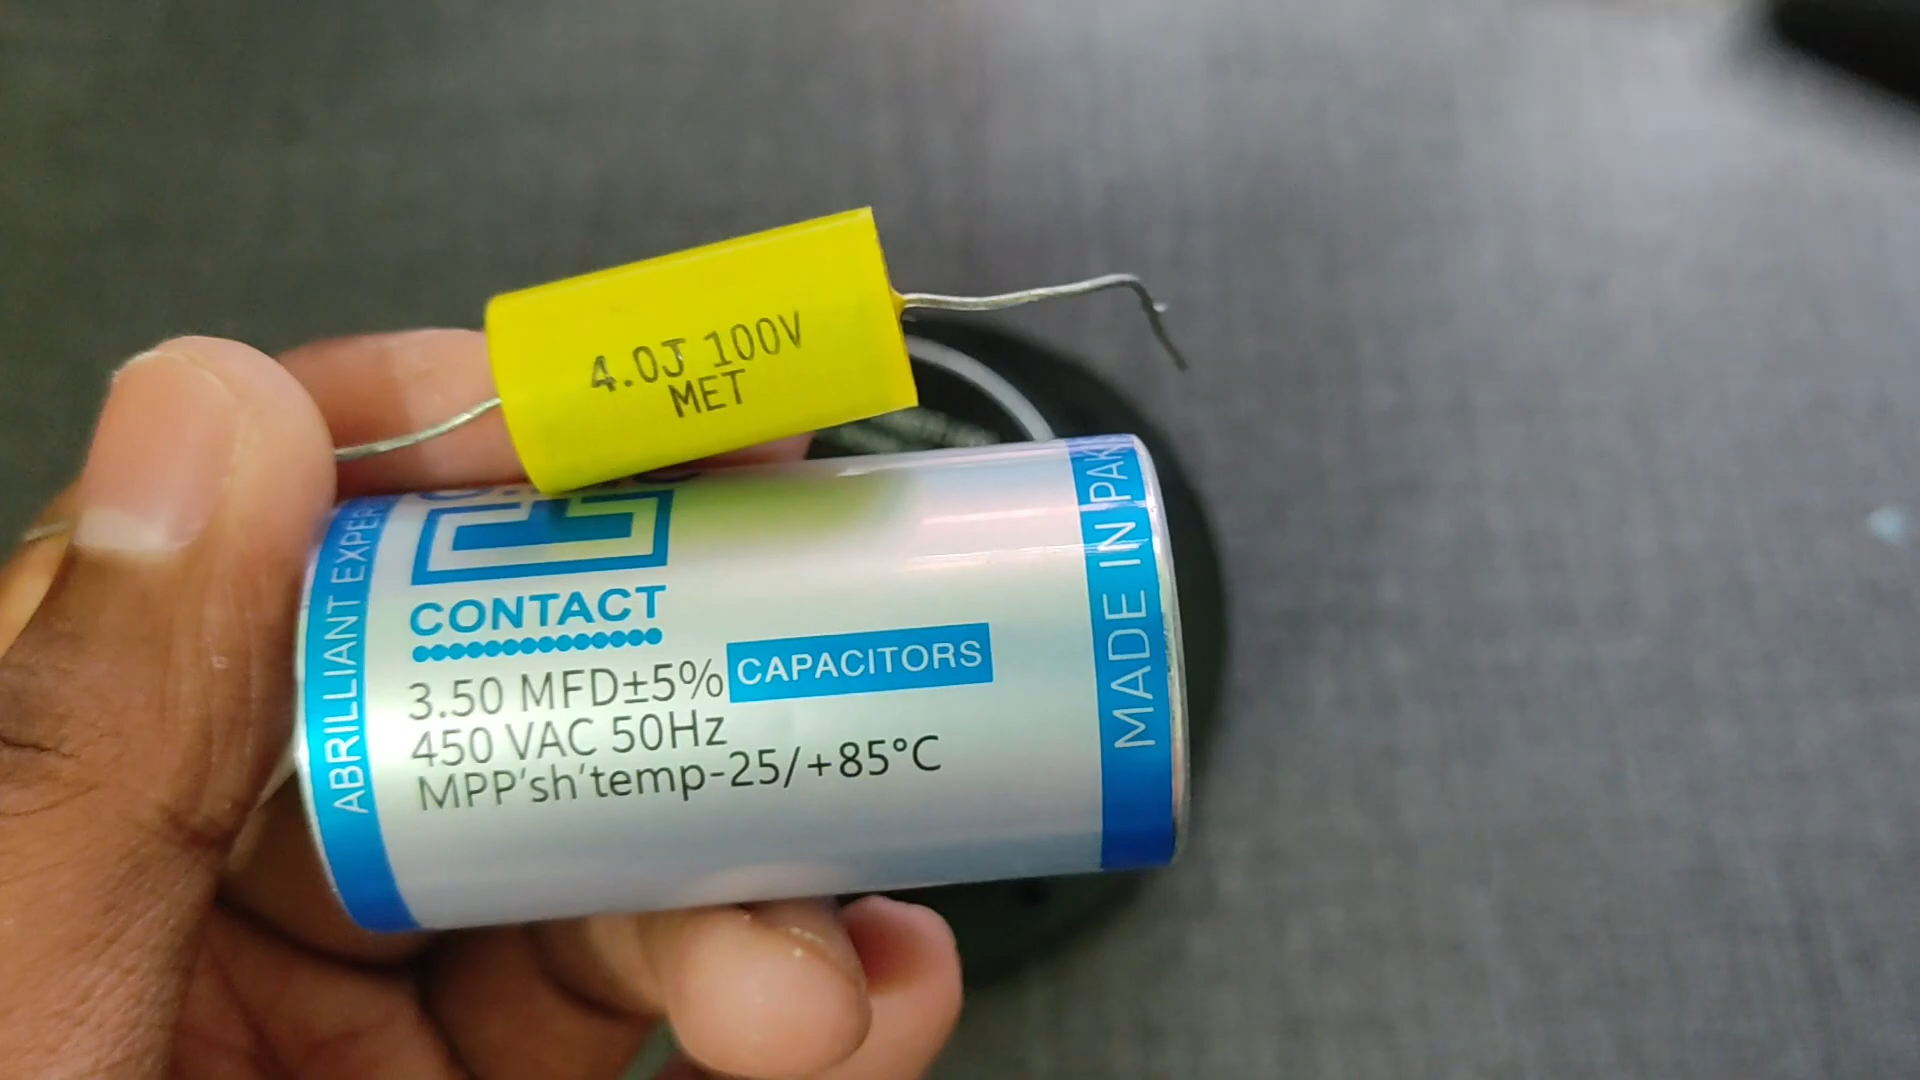 4.0J 100V
MET
ABRILLIANT EXPER
CONTACT
CAPACITORS
3.50 MFD±5%
450 VAC 50Hz
MPP'sh'temp-25/+85°C
MADE IN PAK